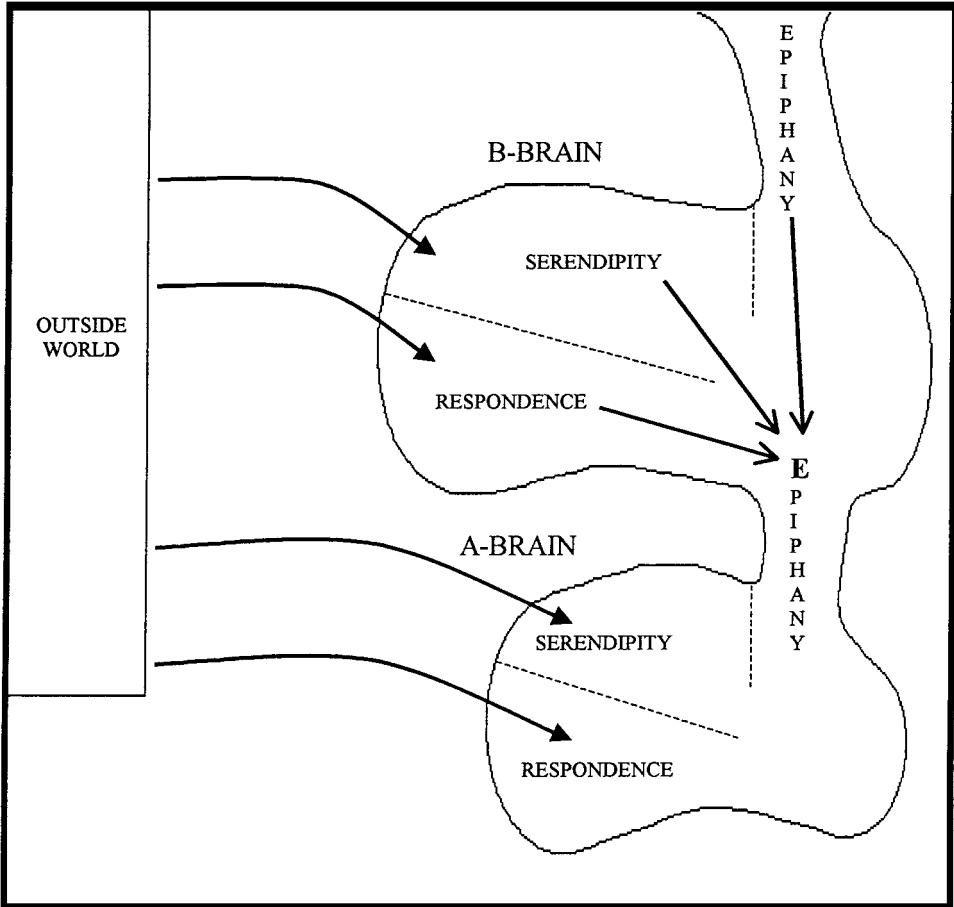 EPIPHANY
B-BRAIN
SERENDIPITY
OUTSIDE
WORLD
RESPONDENCE
EPIPHANY
A-BRAIN
SERENDIPITY
RESPONDENCE